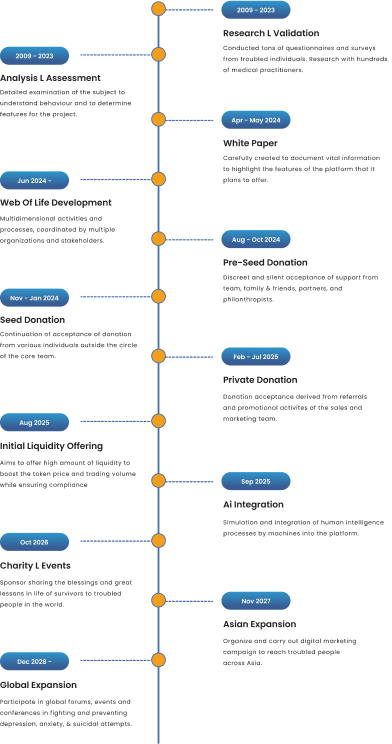 2009 - 2023
Research L Validation
Conducted tons of questionnaires and surveys
from troubled individuals. Research with hundreds
of medical practitioners.
2009 - 2023
Analysis L Assessment
Detailed examination of the subject to
understand behaviour and to determine
features for the project.
Apr - May 2024
White Paper
Carefully created to document vital information
to highlight the features of the platform that it
plans to offer.
Jun 2024 -
Web Of Life Development
Multidimensional activities and
processes, coordinated by multiple
organizations and stakeholders.
Aug - Oct 2024
Pre-Seed Donation
Discreet and silent acceptance of support from
team, family & friends, partners, and
philanthropists.
Nov - Jan 2024
Seed Donation
Continuation of acceptance of donation
from various individuals outside the circle
of the core team.
Feb - Jul 2025
Private Donation
Donation acceptance derived from referrals
and promotional activites of the sales and
marketing team.
Aug 2025
Initial Liquidity Offering
Aims to offer high amount of liquidity to
boost the token price and trading volume
while ensuring compliance
Sep 2025
Ai Integration
Simulation and integration of human intelligence
processes by machines into the platform.
Oct 2026
Charity L Events
Sponsor sharing the blessings and great
lessons in life of survivors to troubled
people in the world.
Nov 2027
Asian Expansion
Organize and carry out digital marketing
campaign to reach troubled people
across Asia.
Dec 2028 -
Global Expansion
Participate in global forums, events and
conferences in fighting and preventing
depression, anxiety, & suicidal attempts.